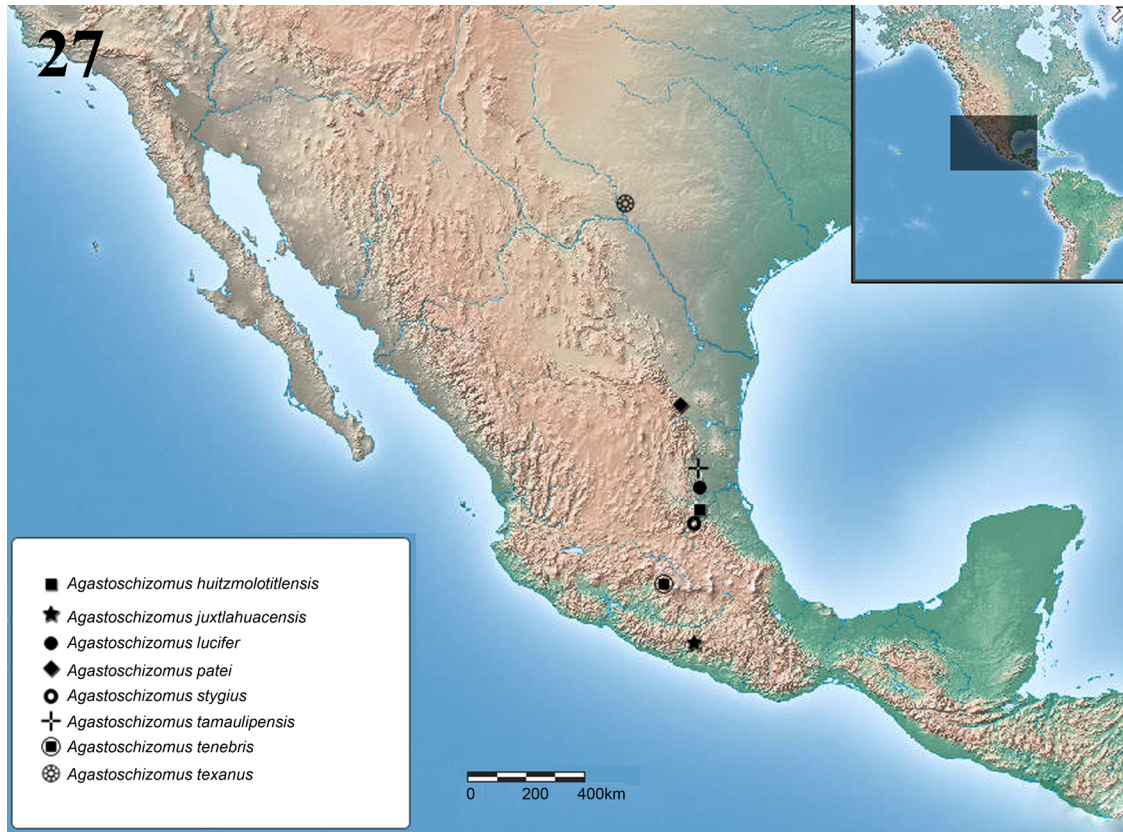 27
Agastoschizomus huitzmolotitlensis
Agastoschizomus juxtlahuacensis
Agastoschizomus lucifer
Agastoschizomus patei
Agastoschizomus stygius
Agastoschizomus tamaulipensis
Agastoschizomus tenebris
Agastoschizomus texanus
0 200 400km